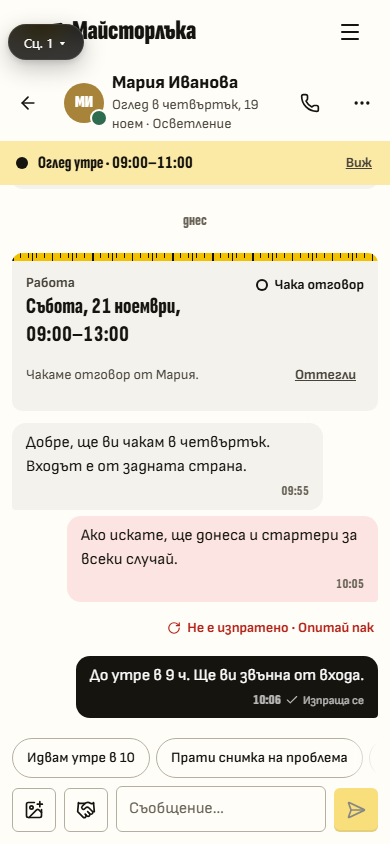 Майсторлъка
Сц. 1
МИ
Мария Иванова
Оглед в четвъртък, 19
ноем · Осветление
Оглед утре · 09:00–11:00
Виж
днес
Работа
Чака отговор
Събота, 21 ноември,
09:00–13:00
Чакаме отговор от Мария.
Оттегли
Добре, ще ви чакам в четвъртък.
Входът е от задната страна.
09:55
Ако искате, ще донеса и стартери за
всеки случай.
10:05
Не е изпратено · Опитай пак
До утре в 9 ч. Ще ви звънна от входа.
10:06 Изпраща се
Идвам утре в 10
Прати снимка на проблема
Съобщение...